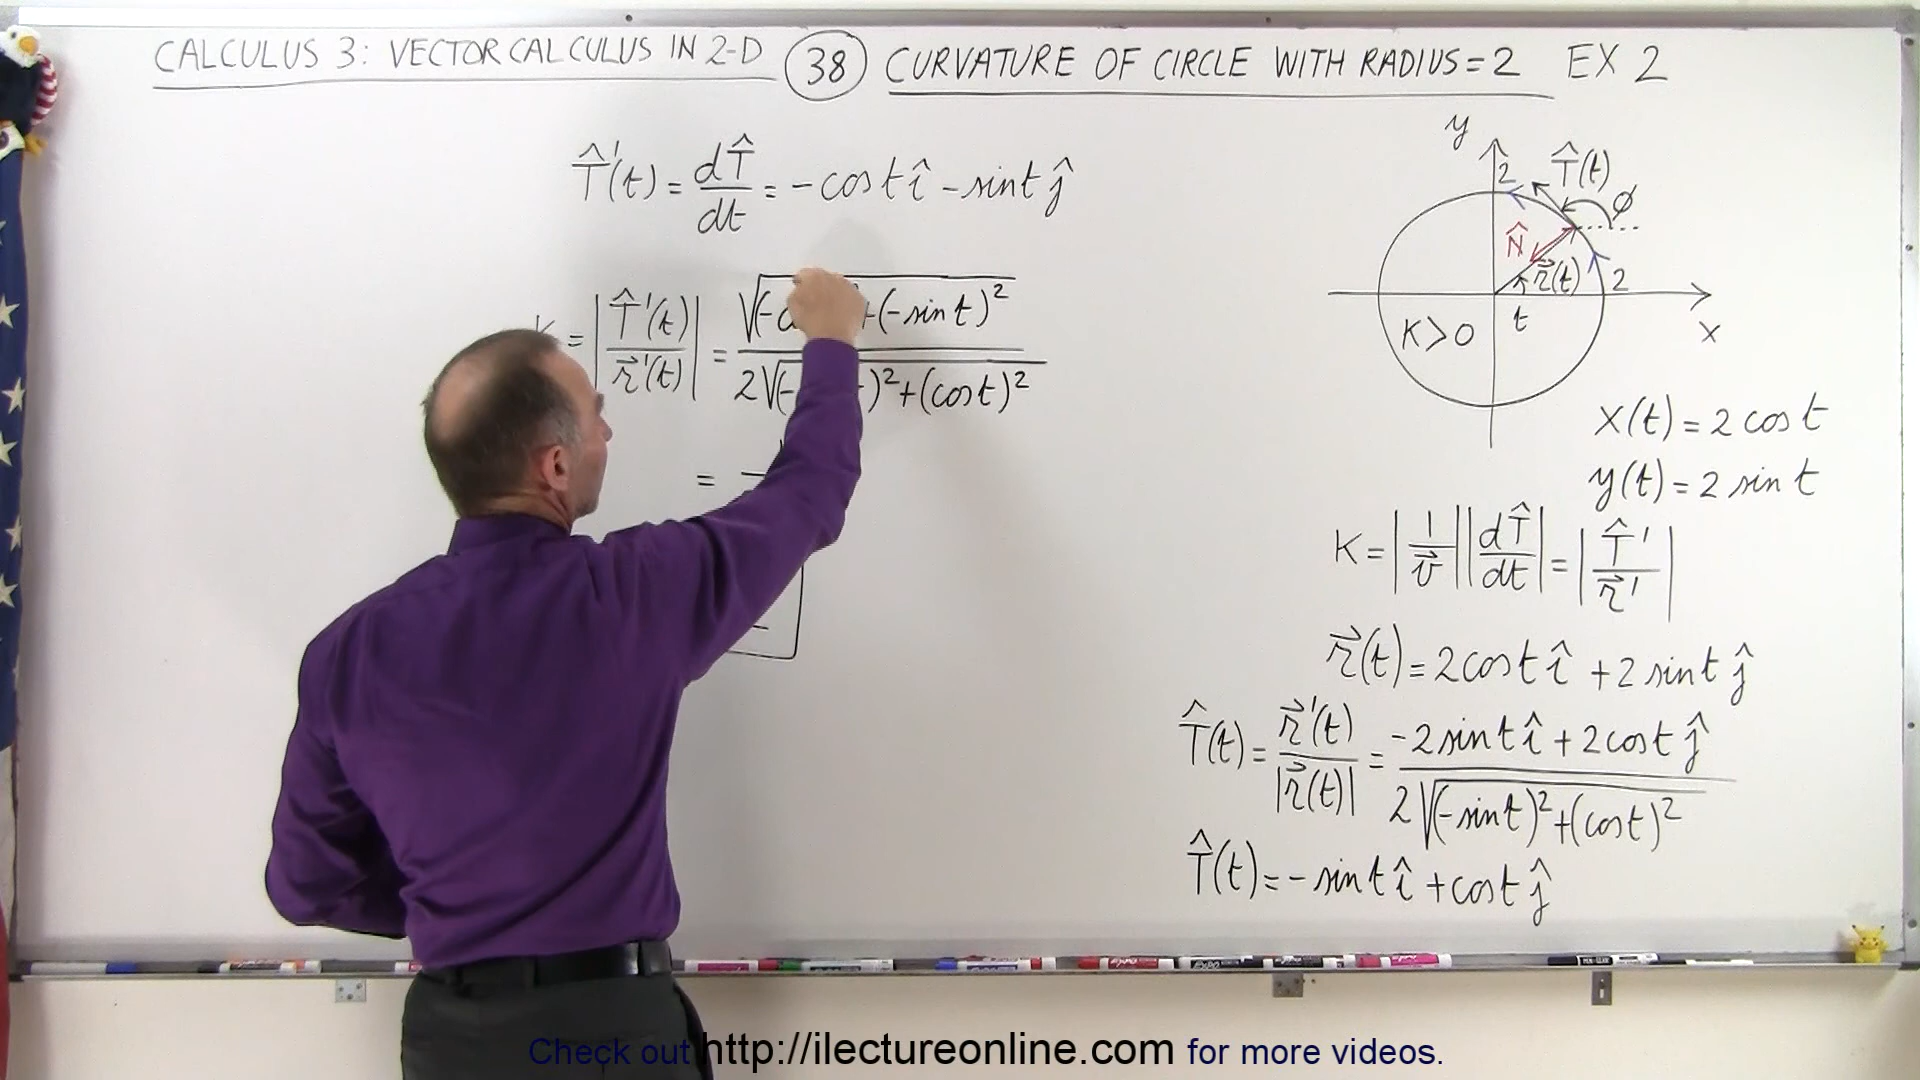 CALCULUS 3: VECTOR CALCULUS IN 2-D 38 CURVATURE OF CIRCLE WITH RADIUS = 2 EX 2
T̂'(t) = dT̂/dt = -cos t î - sin t ĵ
= |T̂'(t)/r⃗'(t)| = √(- +(-sin t)² / 2√(- )²+(cos t)²
=
y
2 T̂(t)
ϕ
N̂
r⃗(t) 2
K>0 t x
x(t) = 2 cos t
y(t) = 2 sin t
K = |1/v⃗||dT̂/dt| = |T̂'/r⃗'|
r⃗(t) = 2 cos t î + 2 sin t ĵ
T̂(t) = r⃗'(t)/|r⃗(t)| = -2 sin t î + 2 cos t ĵ / 2√(-sin t)²+(cos t)²
T̂(t) = - sin t î + cos t ĵ
Check out http://ilectureonline.com for more videos.